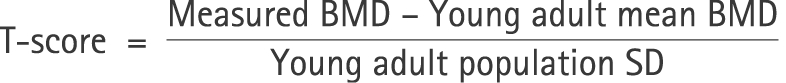 Measured BMD – Young adult mean BMD
T-score =
Young adult population SD